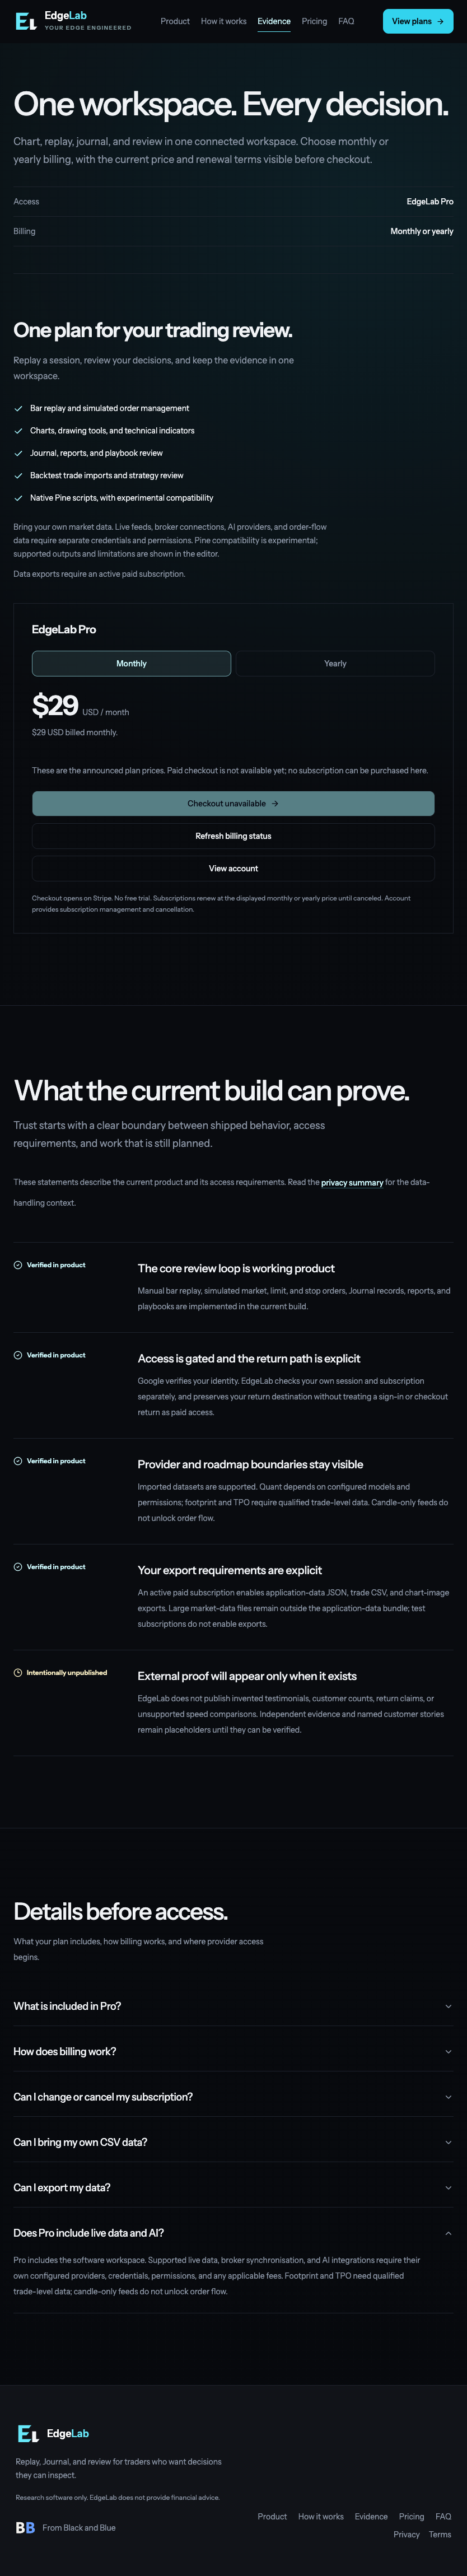 EdgeLab
YOUR EDGE ENGINEERED
Product
How it works
Evidence
Pricing
FAQ
View plans
One workspace. Every decision.
Chart, replay, journal, and review in one connected workspace. Choose monthly or
yearly billing, with the current price and renewal terms visible before checkout.
Access
EdgeLab Pro
Billing
Monthly or yearly
One plan for your trading review.
Replay a session, review your decisions, and keep the evidence in one
workspace.
Bar replay and simulated order management
Charts, drawing tools, and technical indicators
Journal, reports, and playbook review
Backtest trade imports and strategy review
Native Pine scripts, with experimental compatibility
Bring your own market data. Live feeds, broker connections, AI providers, and order-flow
data require separate credentials and permissions. Pine compatibility is experimental;
supported outputs and limitations are shown in the editor.
Data exports require an active paid subscription.
EdgeLab Pro
Monthly
Yearly
$29 USD / month
$29 USD billed monthly.
These are the announced plan prices. Paid checkout is not available yet; no subscription can be purchased here.
Checkout unavailable
Refresh billing status
View account
Checkout opens on Stripe. No free trial. Subscriptions renew at the displayed monthly or yearly price until canceled. Account
provides subscription management and cancellation.
What the current build can prove.
Trust starts with a clear boundary between shipped behavior, access
requirements, and work that is still planned.
These statements describe the current product and its access requirements. Read the privacy summary for the data-
handling context.
Verified in product
The core review loop is working product
Manual bar replay, simulated market, limit, and stop orders, Journal records, reports, and
playbooks are implemented in the current build.
Verified in product
Access is gated and the return path is explicit
Google verifies your identity. EdgeLab checks your own session and subscription
separately, and preserves your return destination without treating a sign-in or checkout
return as paid access.
Verified in product
Provider and roadmap boundaries stay visible
Imported datasets are supported. Quant depends on configured models and
permissions; footprint and TPO require qualified trade-level data. Candle-only feeds do
not unlock order flow.
Verified in product
Your export requirements are explicit
An active paid subscription enables application-data JSON, trade CSV, and chart-image
exports. Large market-data files remain outside the application-data bundle; test
subscriptions do not enable exports.
Intentionally unpublished
External proof will appear only when it exists
EdgeLab does not publish invented testimonials, customer counts, return claims, or
unsupported speed comparisons. Independent evidence and named customer stories
remain placeholders until they can be verified.
Details before access.
What your plan includes, how billing works, and where provider access
begins.
What is included in Pro?
How does billing work?
Can I change or cancel my subscription?
Can I bring my own CSV data?
Can I export my data?
Does Pro include live data and AI?
Pro includes the software workspace. Supported live data, broker synchronisation, and AI integrations require their
own configured providers, credentials, permissions, and any applicable fees. Footprint and TPO need qualified
trade-level data; candle-only feeds do not unlock order flow.
EdgeLab
Replay, Journal, and review for traders who want decisions
they can inspect.
Research software only. EdgeLab does not provide financial advice.
BB From Black and Blue
Product
How it works
Evidence
Pricing
FAQ
Privacy
Terms